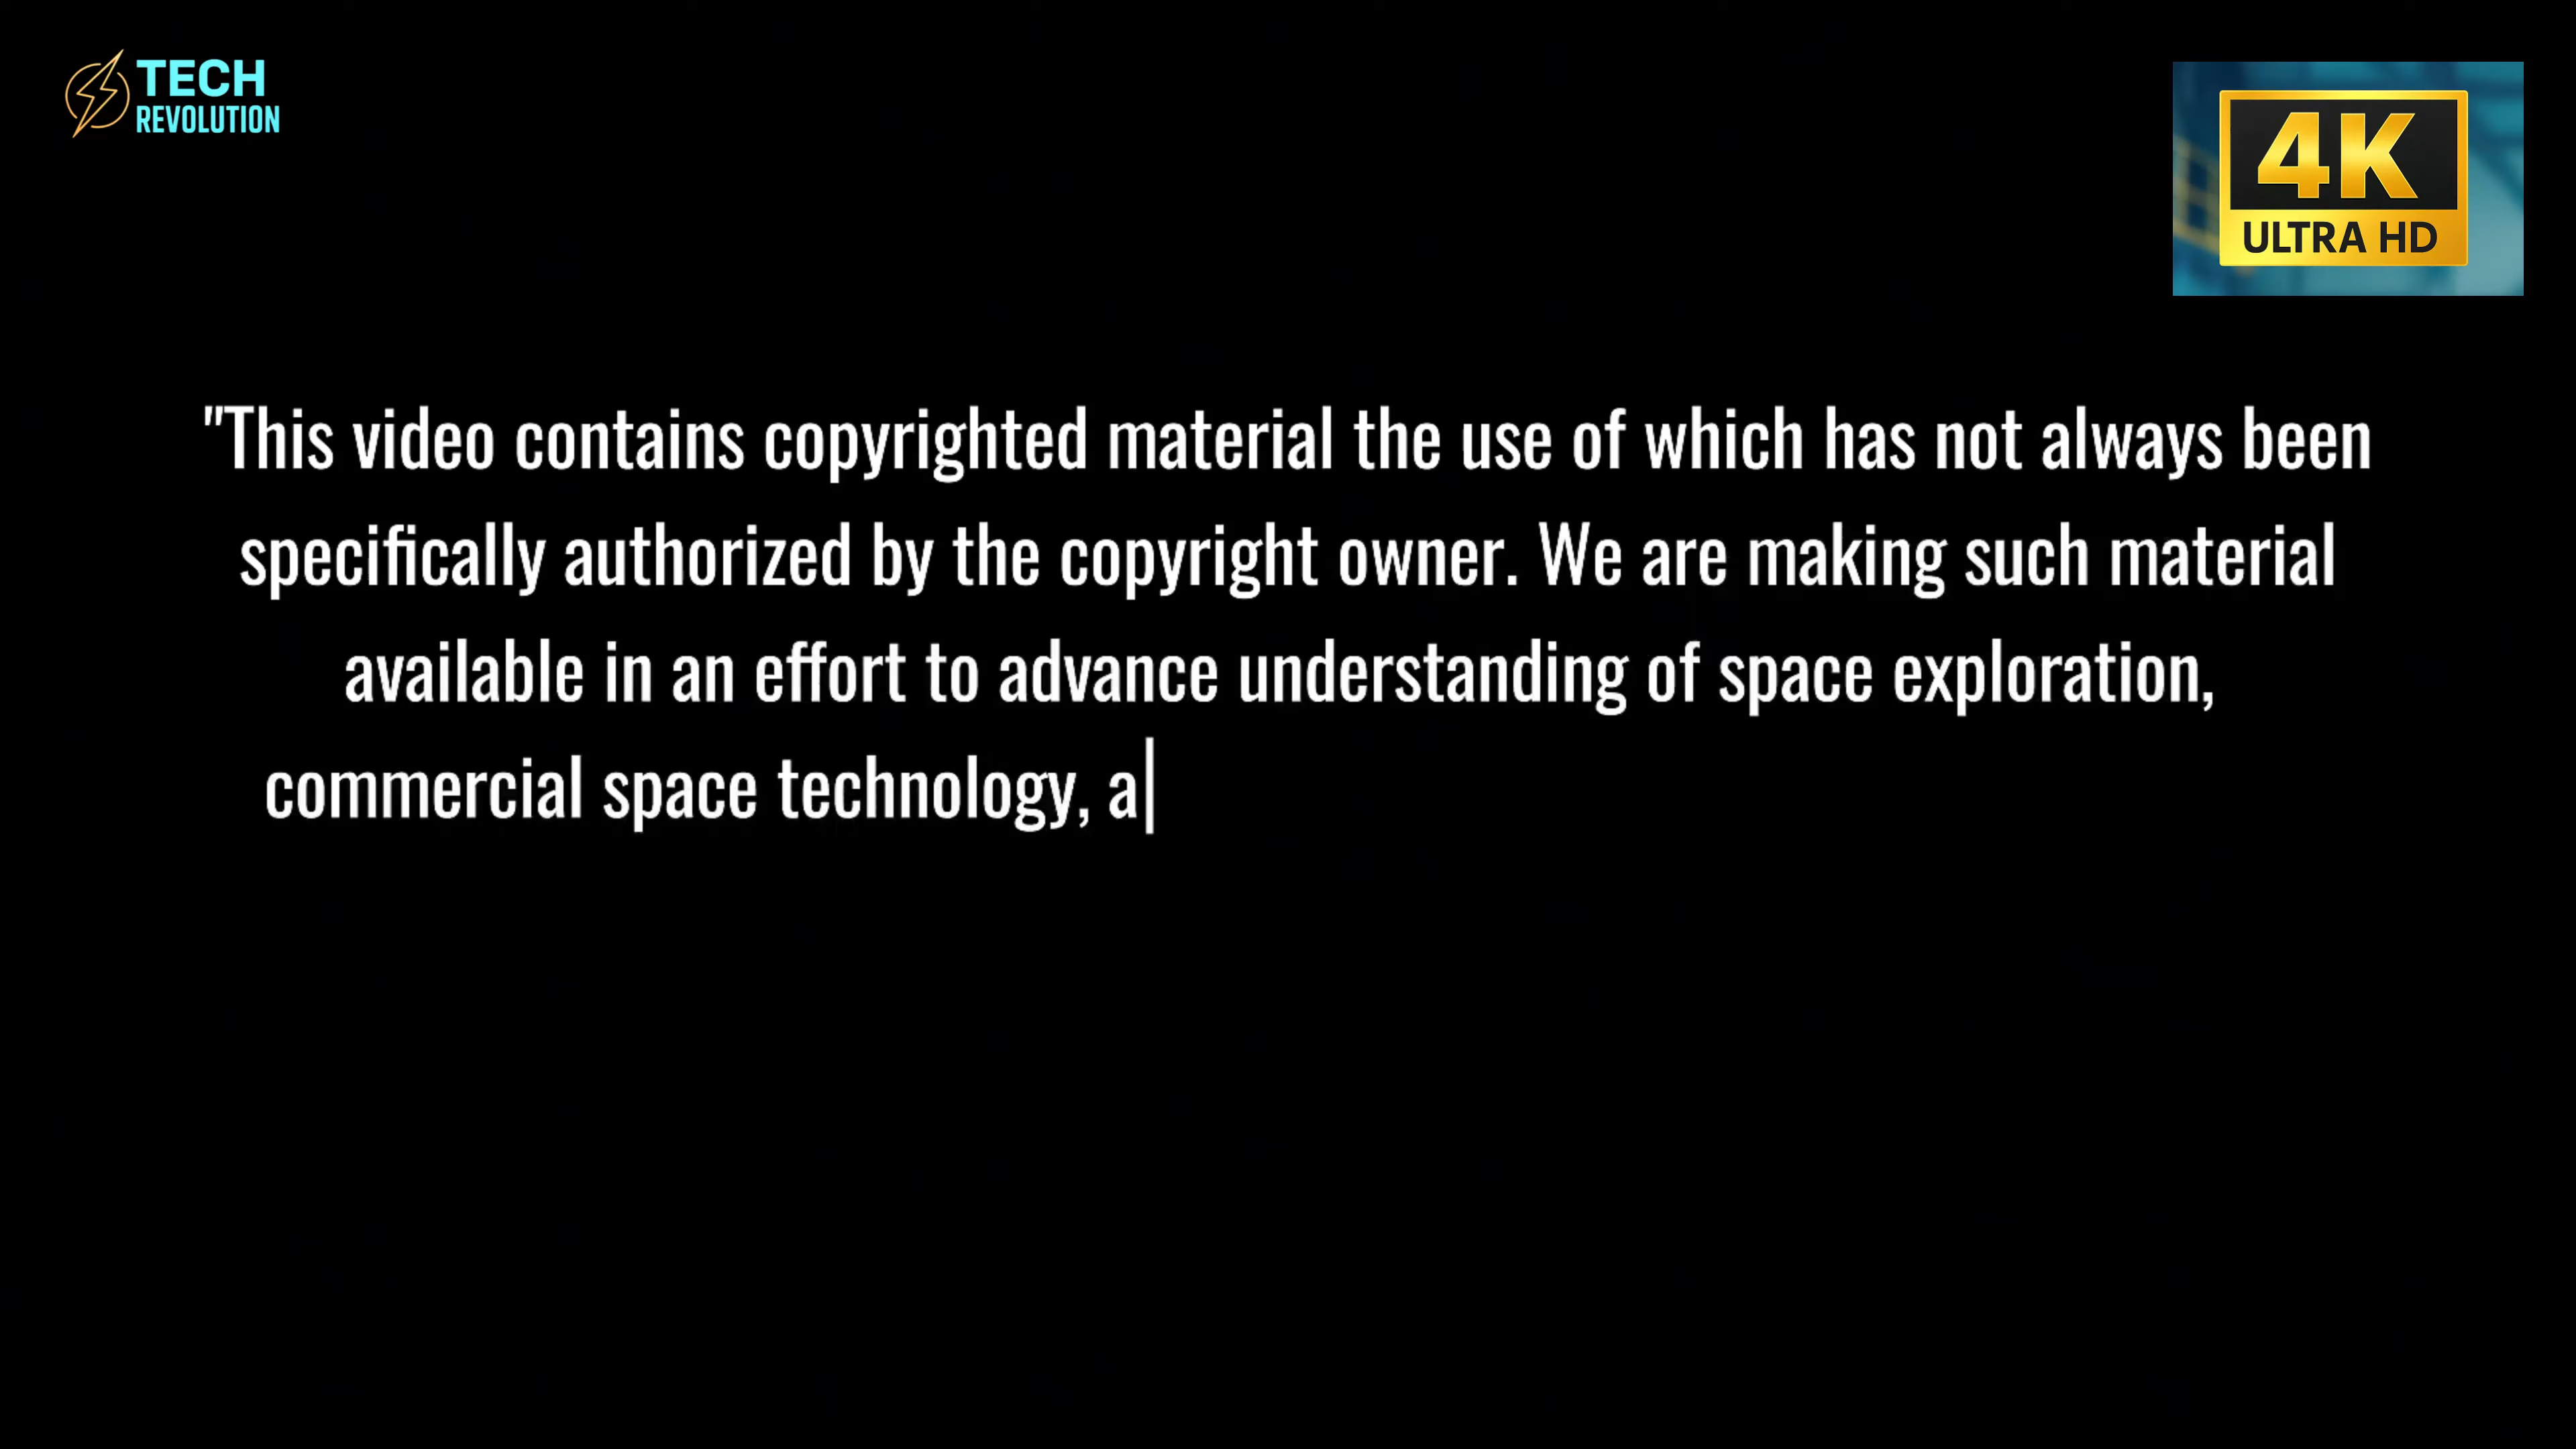 TECH
REVOLUTION
4K
ULTRA HD
"This video contains copyrighted material the use of which has not always been
specifically authorized by the copyright owner. We are making such material
available in an effort to advance understanding of space exploration,
commercial space technology, a